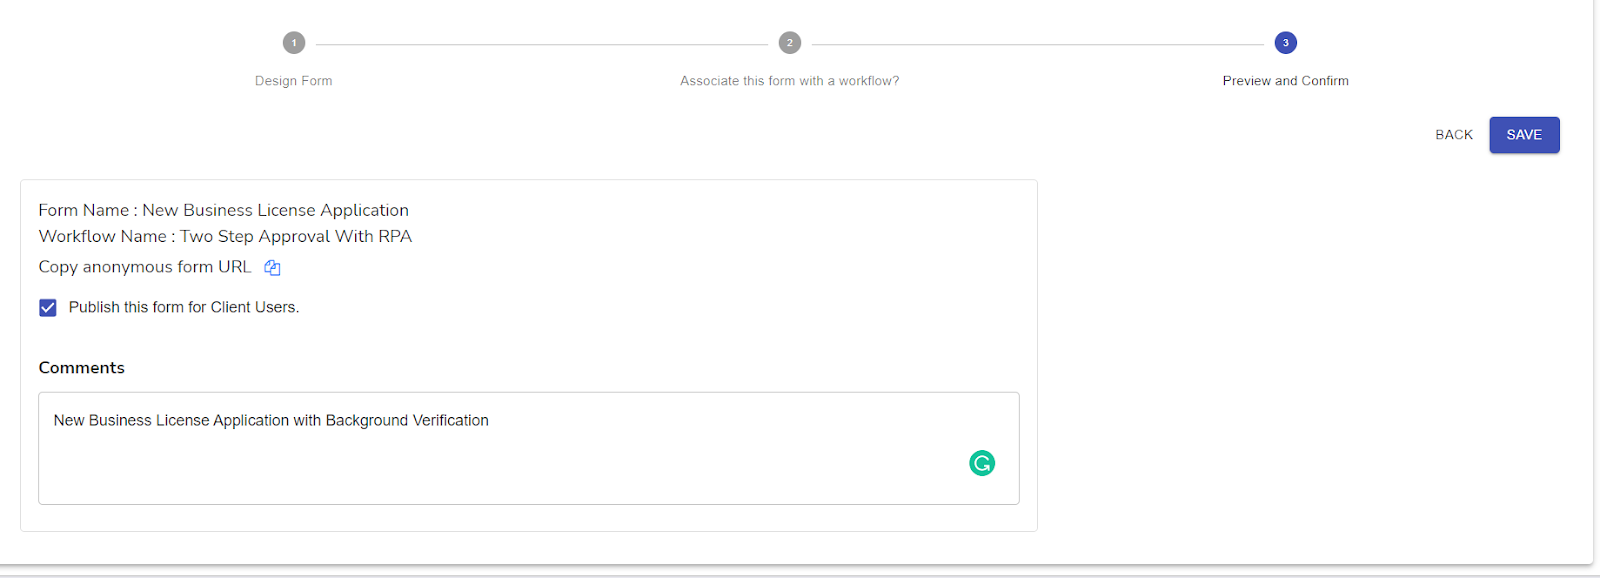 1
2
3
Design Form
Associate this form with a workflow?
Preview and Confirm
BACK
SAVE
Form Name : New Business License Application
Workflow Name : Two Step Approval With RPA
Copy anonymous form URL
Publish this form for Client Users.
Comments
New Business License Application with Background Verification